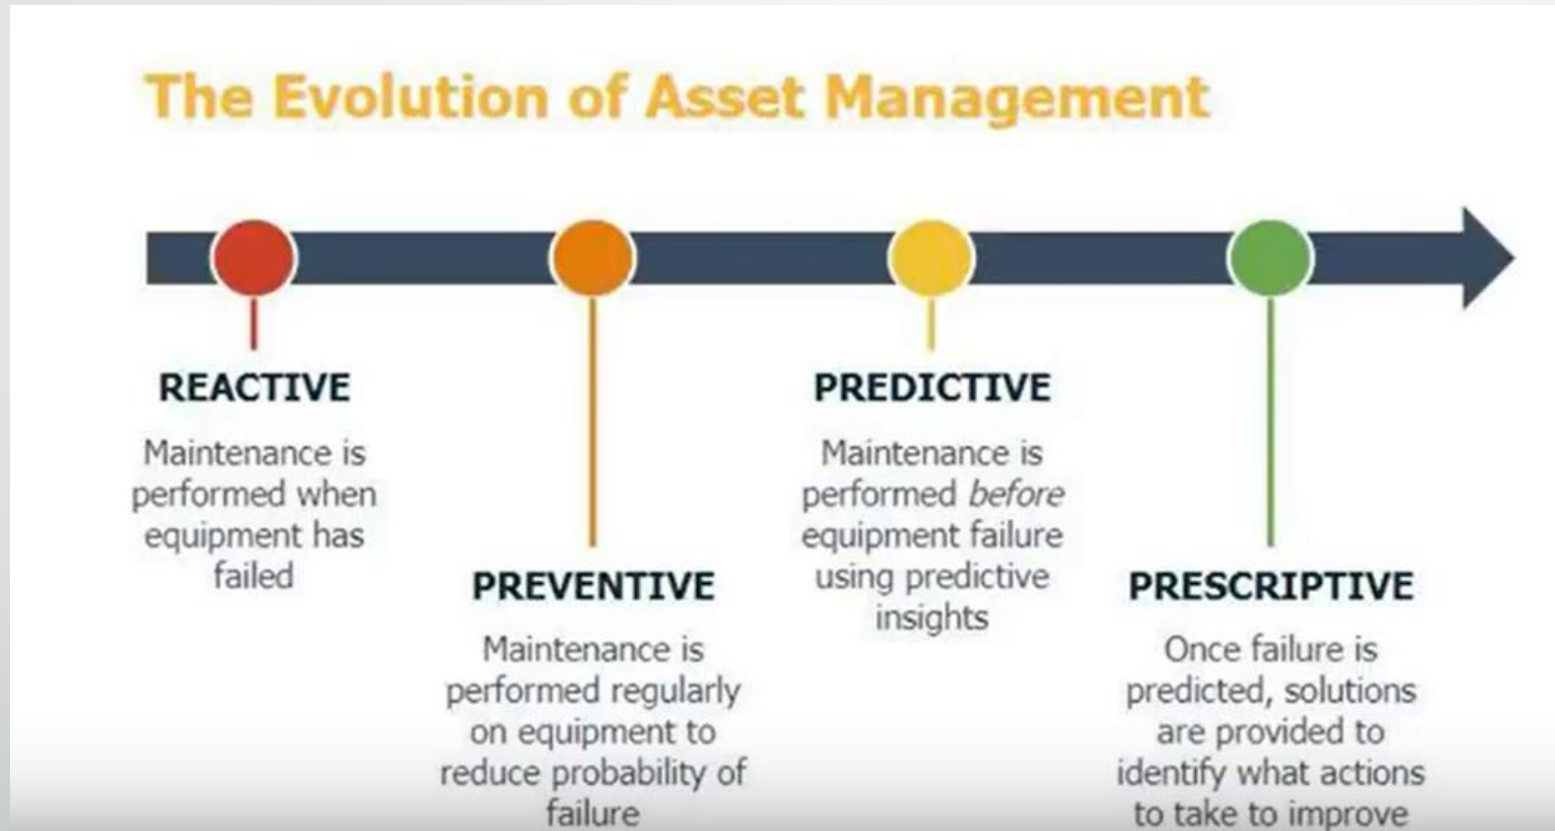 The Evolution of Asset Management
REACTIVE
Maintenance is
performed when
equipment has
failed
PREVENTIVE
Maintenance is
performed regularly
on equipment to
reduce probability of
failure
PREDICTIVE
Maintenance is
performed before
equipment failure
using predictive
insights
PRESCRIPTIVE
Once failure is
predicted, solutions
are provided to
identify what actions
to take to improve